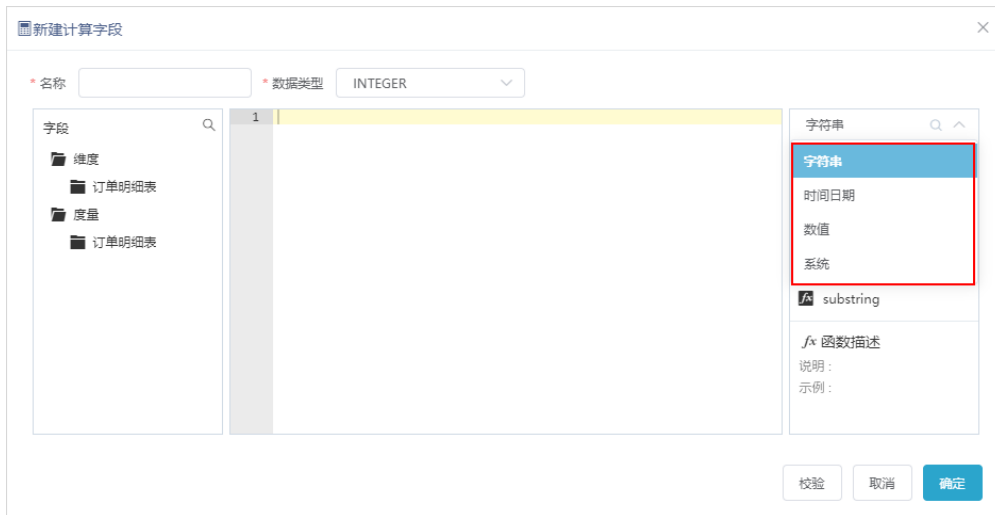 新建计算字段
* 名称
* 数据类型 INTEGER
字段
维度
订单明细表
度量
订单明细表
1
字符串
字符串
时间日期
数值
系统
fx substring
fx 函数描述
说明 :
示例 :
校验 取消 确定